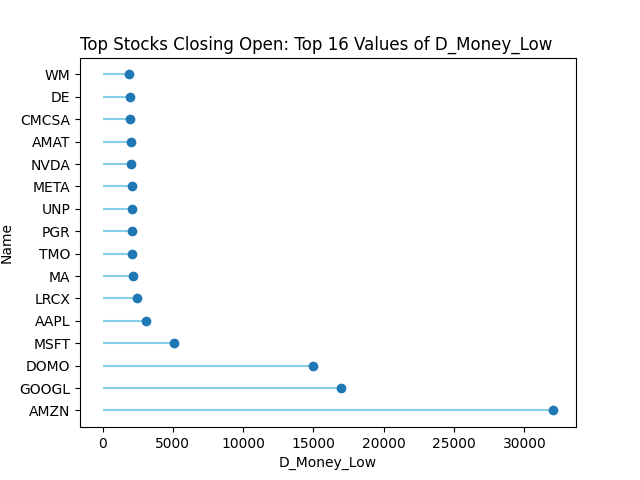 Top Stocks Closing Open: Top 16 Values of D_Money_Low
WM
DE
CMCSA
AMAT
NVDA
META
UNP
PGR
TMO
MA
LRCX
AAPL
MSFT
DOMO
GOOGL
AMZN
Name
0 5000 10000 15000 20000 25000 30000
D_Money_Low